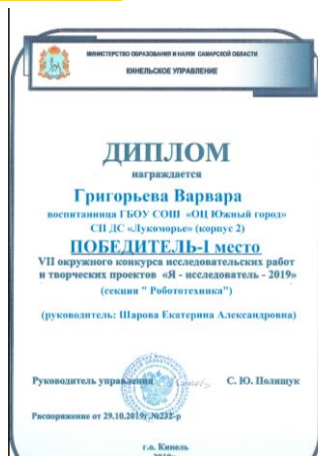 МИНИСТЕРСТВО ОБРАЗОВАНИЯ И НАУКИ САМАРСКОЙ ОБЛАСТИ
КИНЕЛЬСКОЕ УПРАВЛЕНИЕ
ДИПЛОМ
награждается
Григорьева Варвара
воспитанница ГБОУ СОШ «ОЦ Южный город»
СП ДС «Лукоморье» (корпус 2)
ПОБЕДИТЕЛЬ-I место
VII окружного конкурса исследовательских работ
и творческих проектов «Я - исследователь - 2019»
(секция " Робототехника")
(руководитель: Шарова Екатерина Александровна)
Руководитель управления С. Ю. Полищук
Распоряжение от 29.10.2019г.№232-р
г.о. Кинель
2019г.